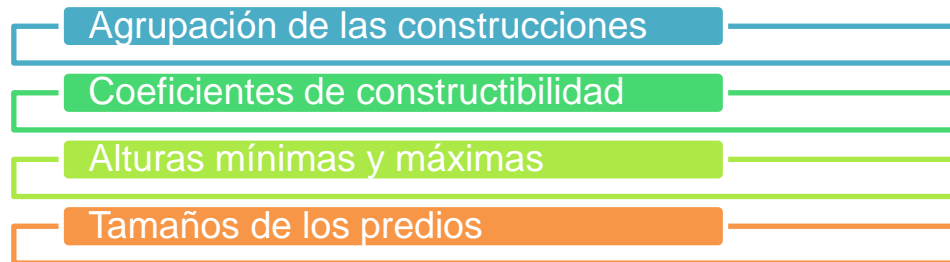 Agrupación de las construcciones
Coeficientes de constructibilidad
Alturas mínimas y máximas
Tamaños de los predios